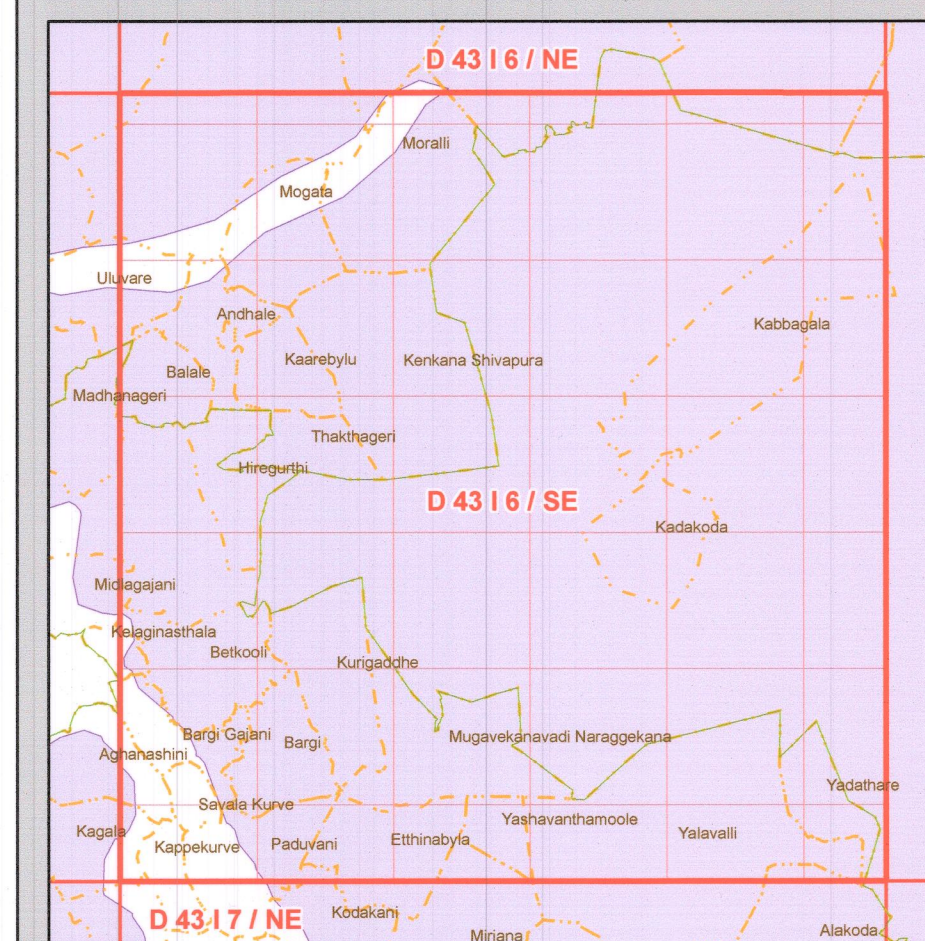 D 43 I 6 / NE
Moralli
Mogata
Uluvare
Andhale
Kabbagala
Kaarebylu
Kenkana Shivapura
Balale
Madhanageri
Thakthageri
Hiregurthi
D 43 I 6 / SE
Kadakoda
Midlagajani
Kelaginasthala
Betkooli
Kurigaddhe
Bargi Gajani
Bargi
Mugavekanavadi Naraggekana
Aghanashini
Yadathare
Savala Kurve
Yashavanthamoole
Kagala
Kappekurve
Paduvani
Etthinabyla
Yalavalli
D 43 I 7 / NE
Kodakani
Mirjana
Alakoda